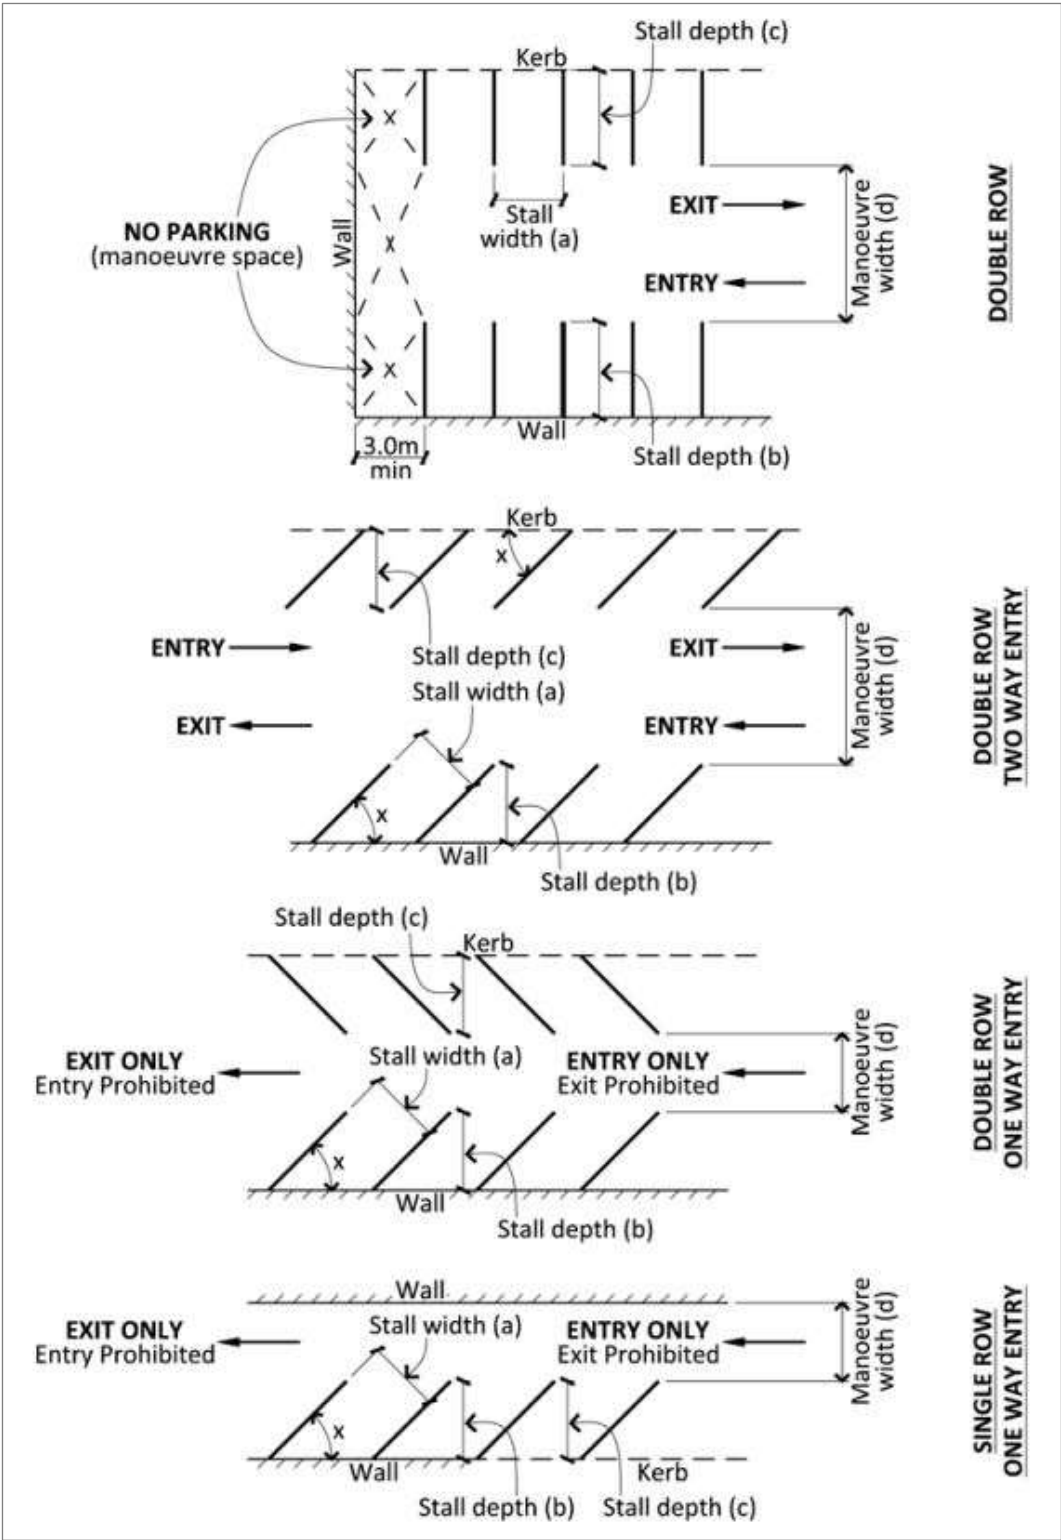 Stall depth (c)
Kerb
X
NO PARKING
(manoeuvre space)
Wall
X
Stall
width (a)
EXIT
ENTRY
Manoeuvre
width (d)
DOUBLE ROW
X
Wall
3.0m
min
Stall depth (b)
Kerb
x
ENTRY
EXIT
Stall depth (c)
Stall width (a)
EXIT
ENTRY
Manoeuvre
width (d)
DOUBLE ROW
TWO WAY ENTRY
x
Wall
Stall depth (b)
Stall depth (c)
Kerb
EXIT ONLY
Entry Prohibited
Stall width (a)
ENTRY ONLY
Exit Prohibited
Manoeuvre
width (d)
DOUBLE ROW
ONE WAY ENTRY
x
Wall
Stall depth (b)
Wall
EXIT ONLY
Entry Prohibited
Stall width (a)
ENTRY ONLY
Exit Prohibited
Manoeuvre
width (d)
SINGLE ROW
ONE WAY ENTRY
x
Wall
Kerb
Stall depth (b)
Stall depth (c)